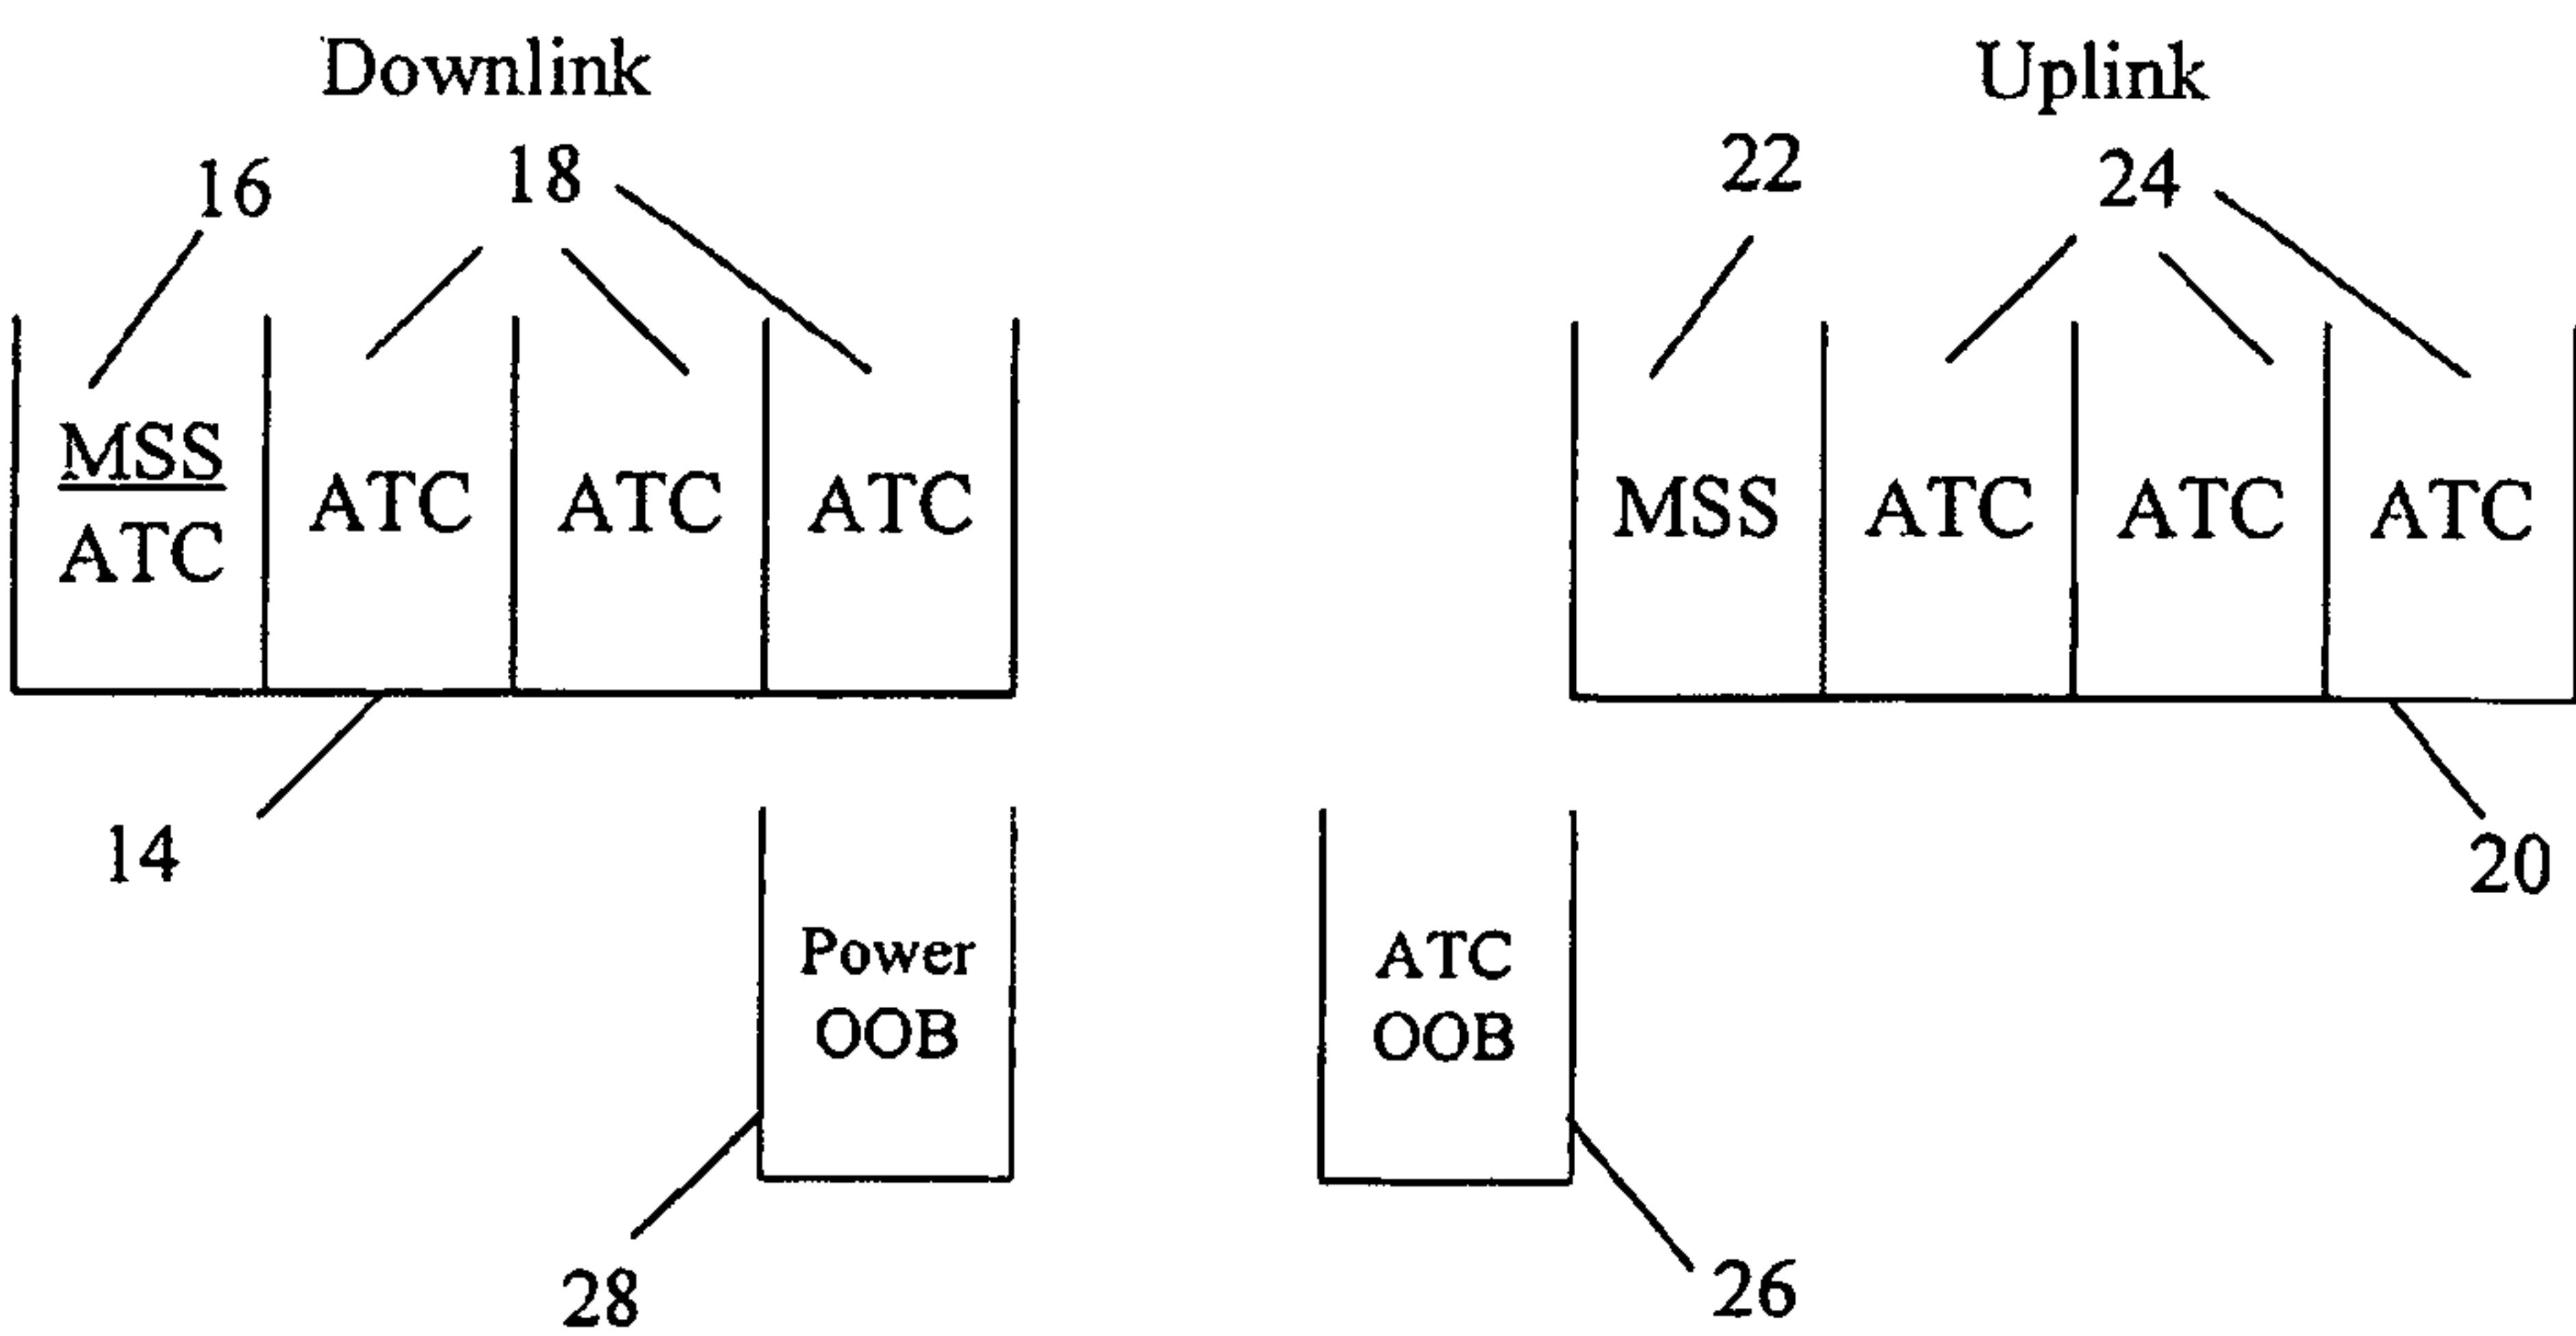 Downlink
Uplink
16
18
22
24
MSS
ATC
ATC
ATC
ATC
MSS
ATC
ATC
ATC
14
20
Power
OOB
ATC
OOB
28
26